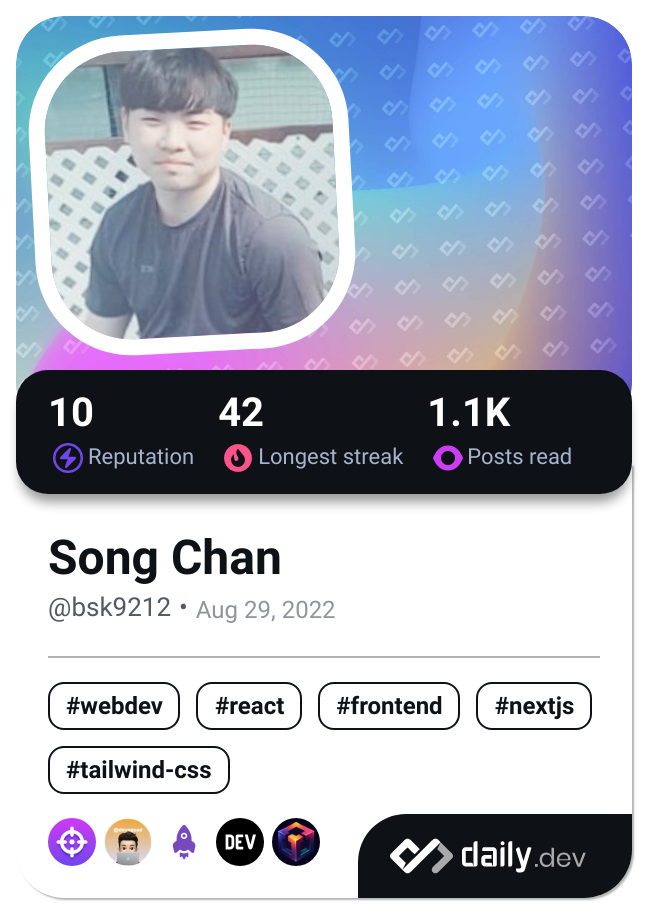 10 42 1.1K
Reputation Longest streak Posts read
Song Chan
@bsk9212 • Aug 29, 2022
#webdev #react #frontend #nextjs
#tailwind-css
DEV
daily.dev